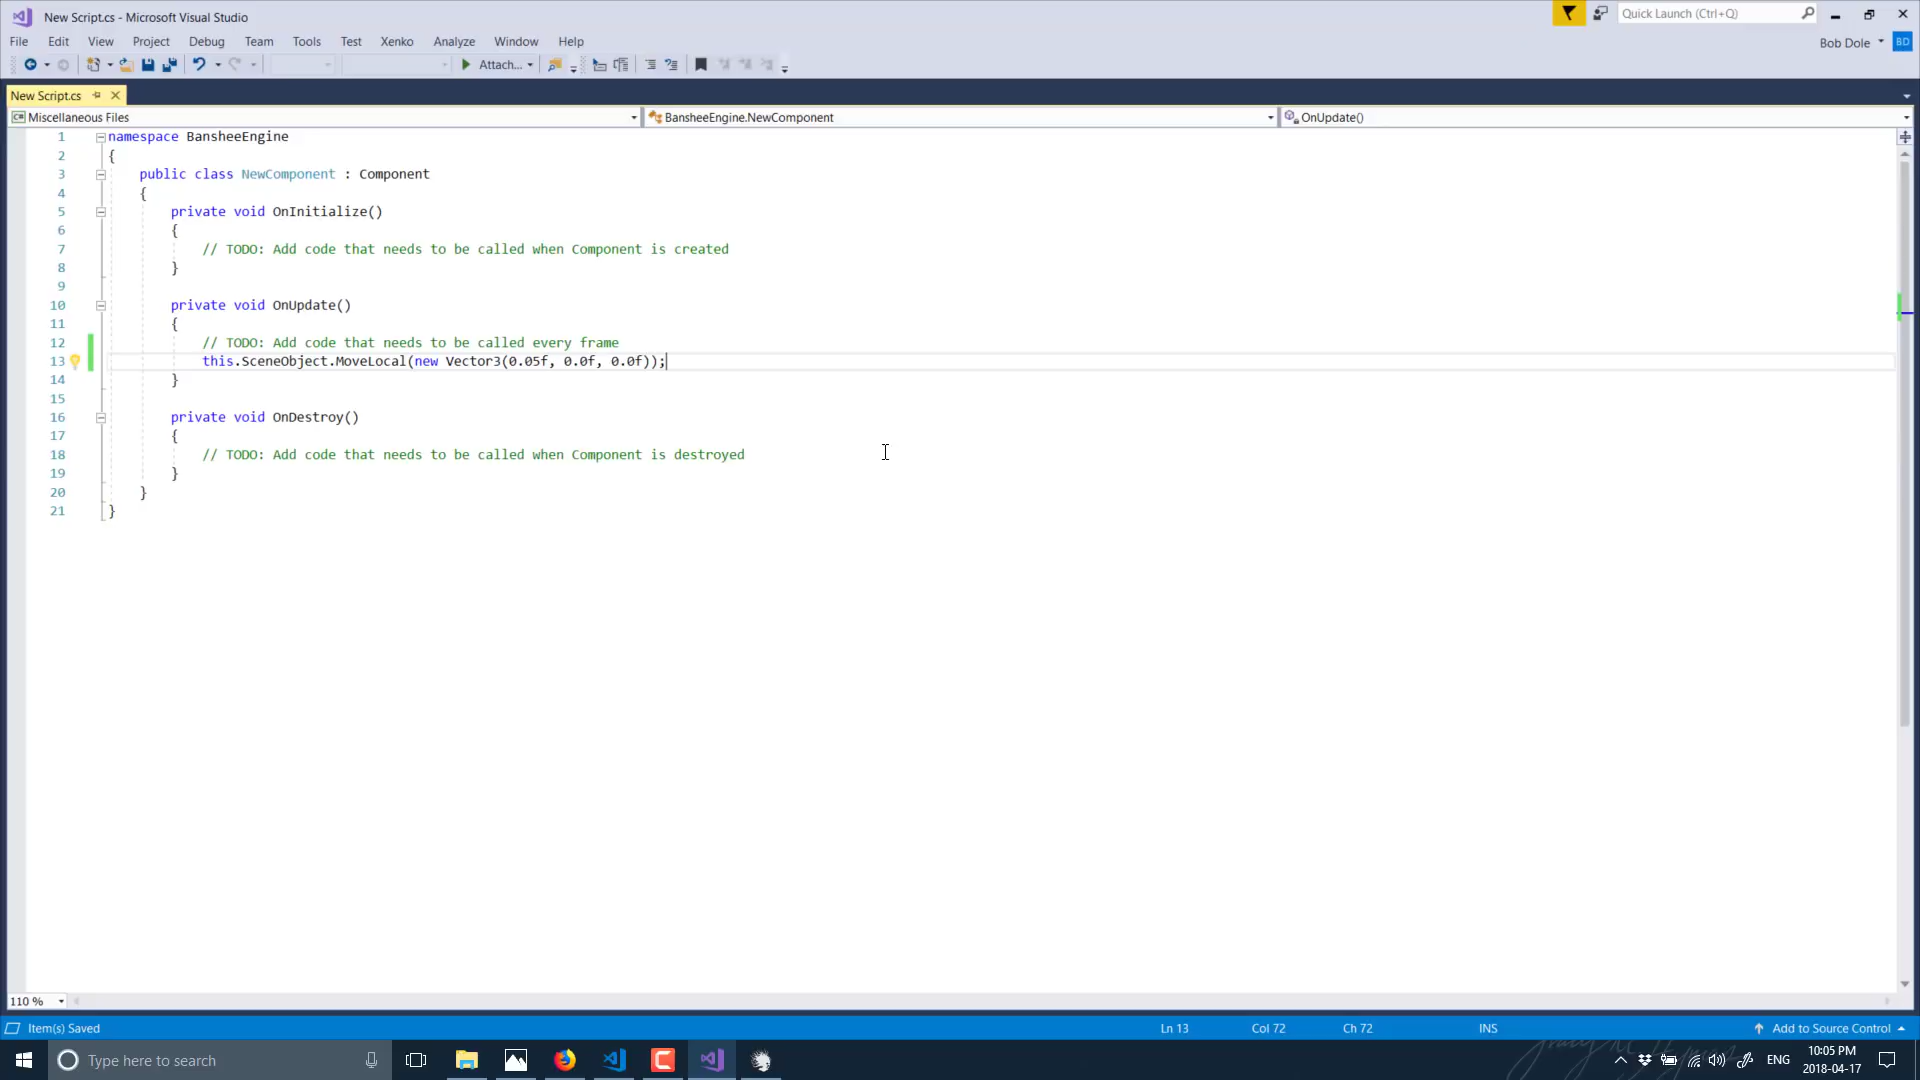 New Script.cs - Microsoft Visual Studio
Quick Launch (Ctrl+Q)
File Edit View Project Debug Team Tools Test Xenko Analyze Window Help
Bob Dole BD
Attach...
New Script.cs
C# Miscellaneous Files
BansheeEngine.NewComponent
OnUpdate()
1 namespace BansheeEngine
2 {
3 public class NewComponent : Component
4 {
5 private void OnInitialize()
6 {
7 // TODO: Add code that needs to be called when Component is created
8 }
9
10 private void OnUpdate()
11 {
12 // TODO: Add code that needs to be called every frame
13 this.SceneObject.MoveLocal(new Vector3(0.05f, 0.0f, 0.0f));
14 }
15
16 private void OnDestroy()
17 {
18 // TODO: Add code that needs to be called when Component is destroyed
19 }
20 }
21 }
110 %
Item(s) Saved
Ln 13 Col 72 Ch 72 INS
Add to Source Control
Type here to search
ENG
10:05 PM
2018-04-17